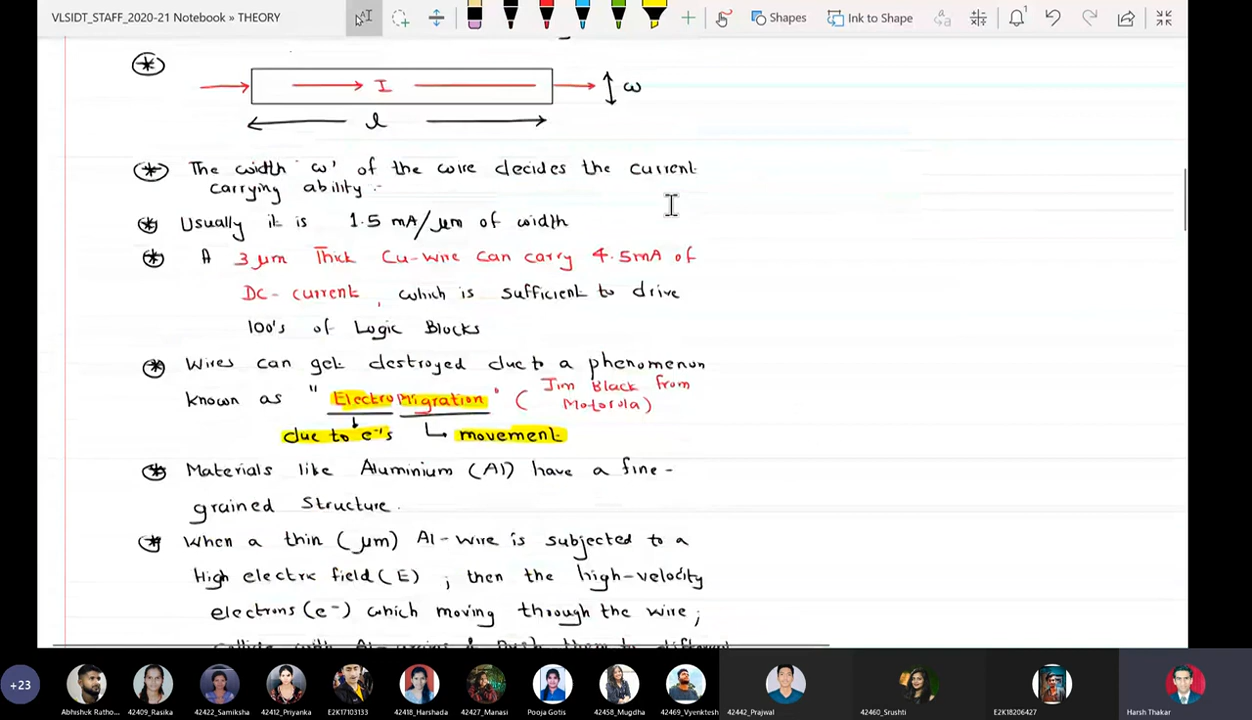 VLSIDT_STAFF_2020-21 Notebook » THEORY
Shapes
Ink to Shape
I
ω
l
The width 'ω' of the wire decides the current
carrying ability :-
Usually it is 1.5 mA/μm of width
A 3 μm Thick Cu-wire can carry 4.5mA of
DC-current, which is sufficient to drive
100's of Logic Blocks
Wires can get destroyed due to a phenomenon
known as "Electro Migration" (Jim Black from
Motorola)
due to e⁻'s
movement
Materials like Aluminium (Al) have a fine-
grained Structure.
When a thin (μm) Al-wire is subjected to a
High electric field (E) ; then the high-velocity
electrons (e-) which moving through the wire ;
+23
Abhishek Ratho...
42409_Rasika
42422_Samiksha
42412_Priyanka
E2K17103133
42418_Harshada
42427_Manasi
Pooja Gotis
42458_Mugdha
42469_Vyenktesh
42442_Prajwal
42460_Srushti
E2K18206427
Harsh Thakar